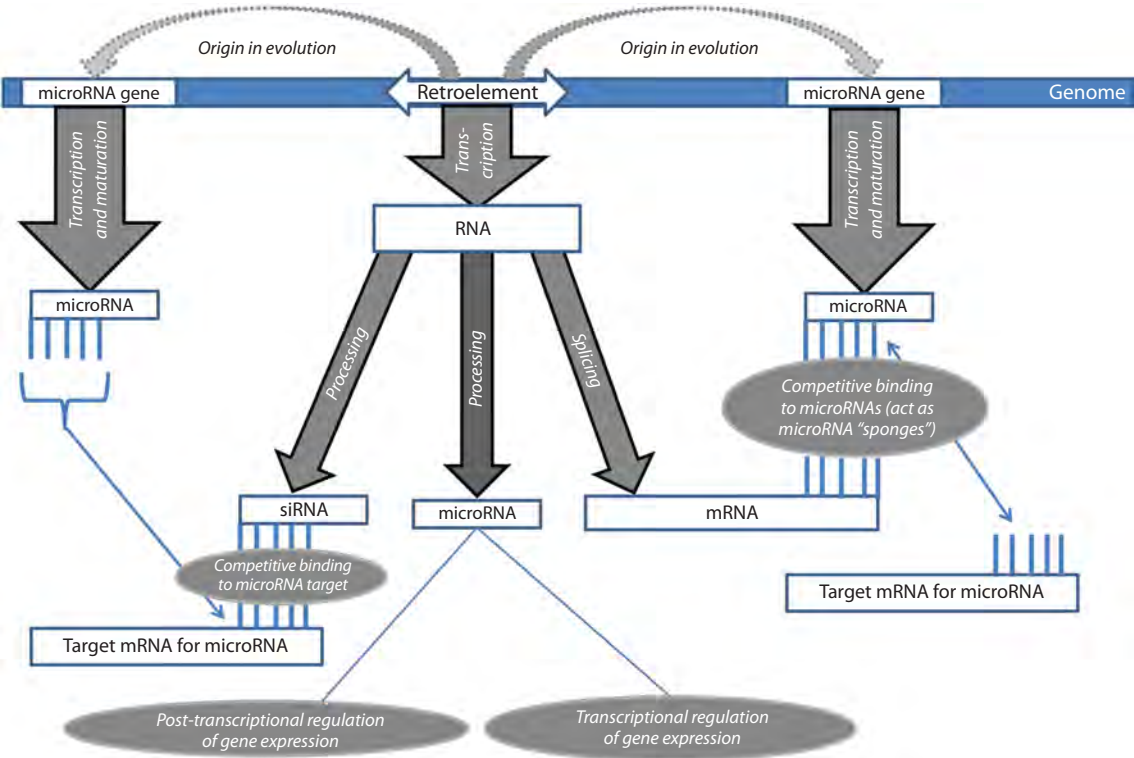 Origin in evolution
Origin in evolution
microRNA gene
Retroelement
microRNA gene
Genome
Transcription
and maturation
Trans-
cription
Transcription
and maturation
RNA
microRNA
microRNA
Processing
Processing
Splicing
Competitive binding
to microRNAs (act as
microRNA “sponges”)
siRNA
microRNA
mRNA
Competitive binding
to microRNA target
Target mRNA for microRNA
Target mRNA for microRNA
Post-transcriptional regulation
of gene expression
Transcriptional regulation
of gene expression